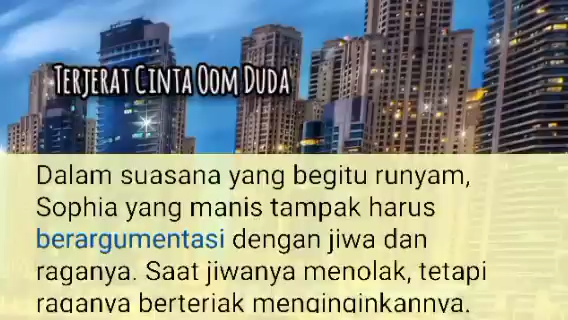 TERJERAT CINTA OOM DUDA
Dalam suasana yang begitu runyam,
Sophia yang manis tampak harus
berargumentasi dengan jiwa dan
raganya. Saat jiwanya menolak, tetapi
raganya berteriak menginginkannya.